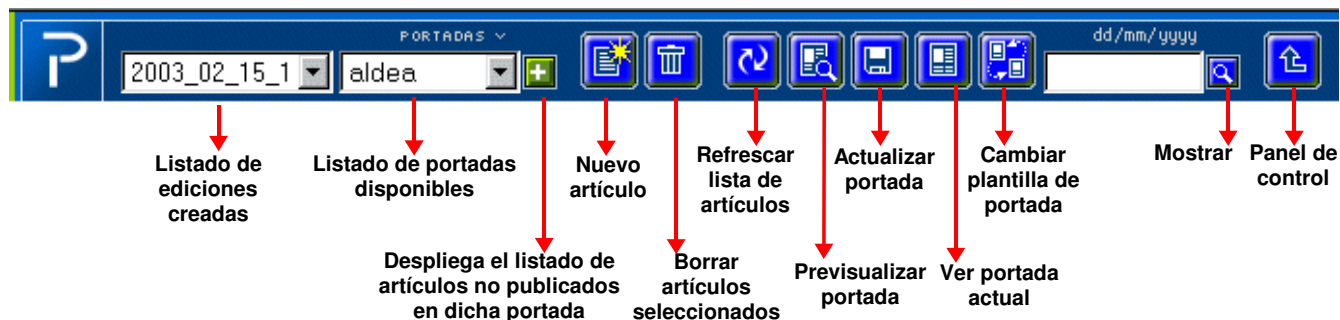 PORTADAS
dd/mm/yyyy
2003_02_15_1
aldea
Listado de
ediciones
creadas
Listado de portadas
disponibles
Nuevo
artículo
Refrescar
lista de
artículos
Actualizar
portada
Cambiar
plantilla de
portada
Mostrar
Panel de
control
Despliega el listado de
artículos no publicados
en dicha portada
Borrar
artículos
seleccionados
Previsualizar
portada
Ver portada
actual